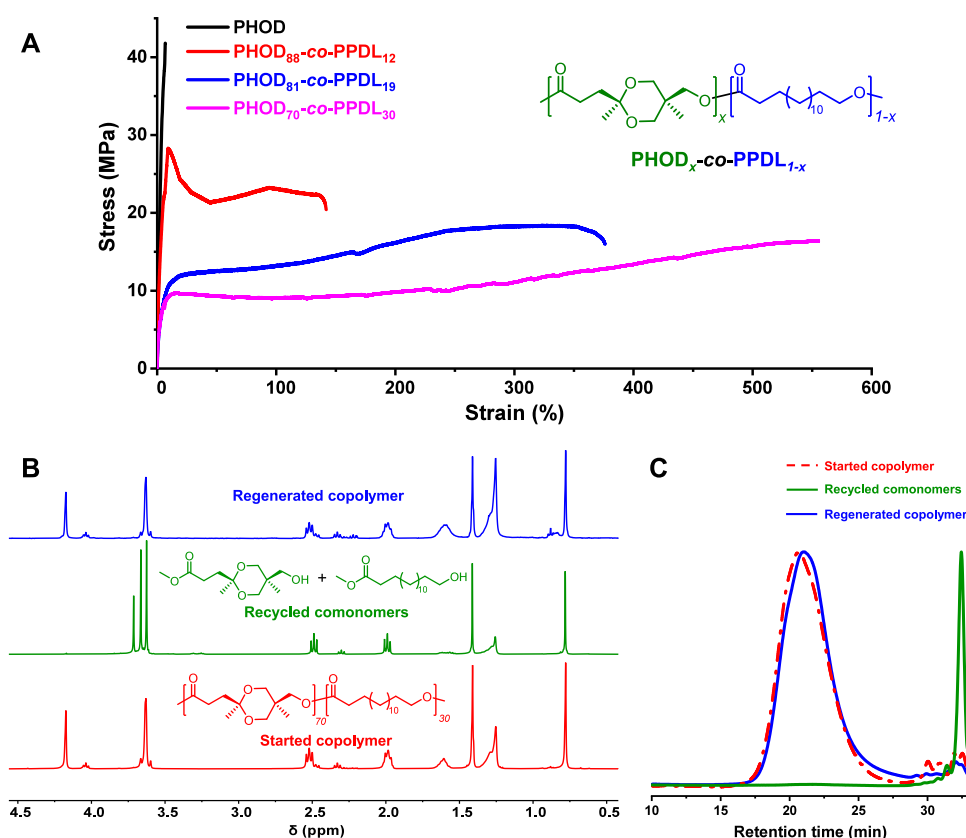 A
PHOD
PHOD88-co-PPDL12
PHOD81-co-PPDL19
PHOD70-co-PPDL30
40
30
20
10
0
Stress (MPa)
0 100 200 300 400 500 600
Strain (%)
O O O O x O 10 O 1-x
PHODx-co-PPDL1-x
B
Regenerated copolymer
O O O O OH + O O 10 OH
Recycled comonomers
O O O O 70 O 10 O 30
Started copolymer
4.5 4.0 3.5 3.0 2.5 2.0 1.5 1.0 0.5
δ (ppm)
C
Started copolymer
Recycled comonomers
Regenerated copolymer
10 15 20 25 30
Retention time (min)